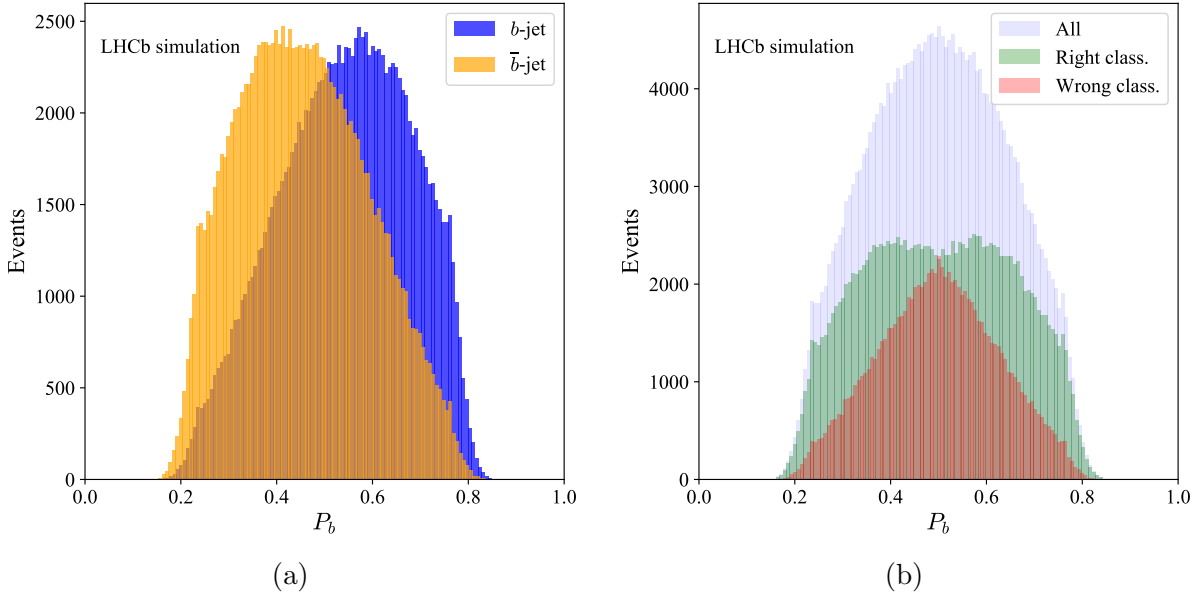 2500
2000
1500
1000
500
0
Events
LHCb simulation
b-jet
b̅-jet
0.0 0.2 0.4 0.6 0.8 1.0
P_b
(a)
4000
3000
2000
1000
0
Events
LHCb simulation
All
Right class.
Wrong class.
0.0 0.2 0.4 0.6 0.8 1.0
P_b
(b)